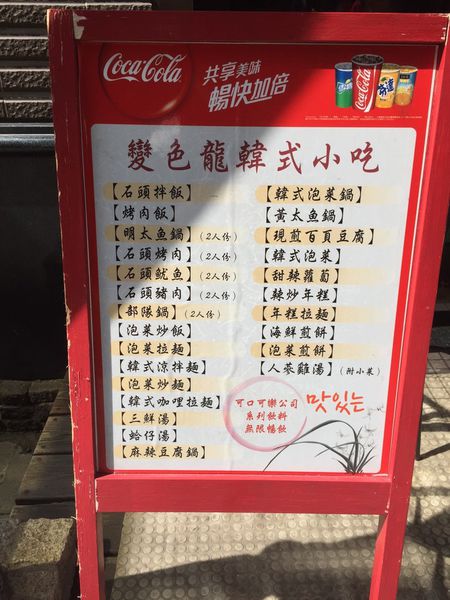 Coca-Cola
共享美味
暢快加倍
變色龍韓式小吃
【石頭拌飯】
【烤肉飯】
【明太魚鍋】(2人份)
【石頭烤肉】(2人份)
【石頭魷魚】(2人份)
【石頭豬肉】(2人份)
【部隊鍋】(2人份)
【泡菜炒飯】
【泡菜拉麵】
【韓式涼拌麵】
【泡菜炒麵】
【韓式咖哩拉麵】
【三鮮湯】
【蛤仔湯】
【麻辣豆腐鍋】
【韓式泡菜鍋】
【黃太魚鍋】
【現煎百頁豆腐】
【韓式泡菜】
【甜辣蘿蔔】
【辣炒年糕】
【年糕拉麵】
【海鮮煎餅】
【泡菜煎餅】
【人蔘雞湯】(附小菜)
可口可樂公司
系列飲料
無限暢飲
맛있는